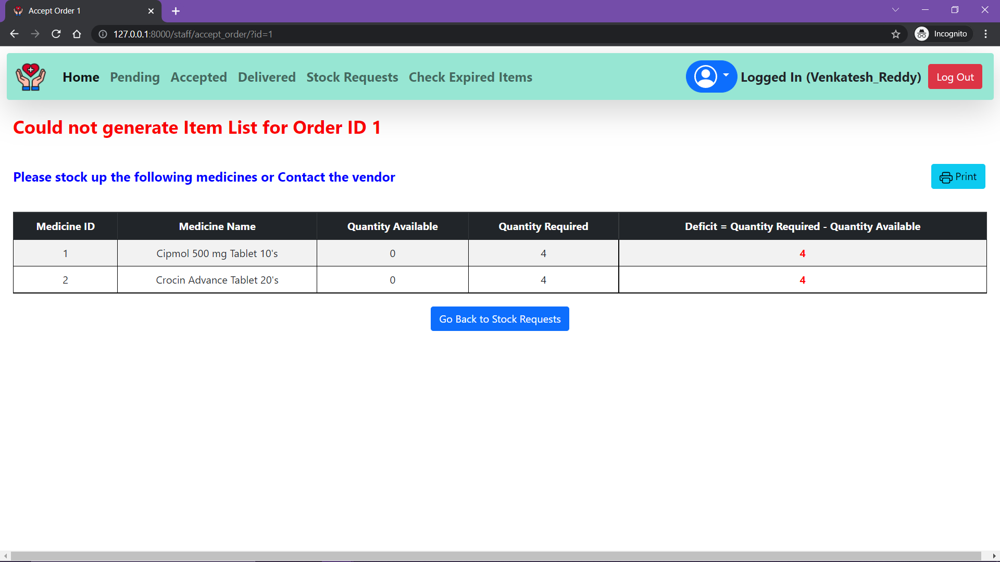 Accept Order 1
127.0.0.1:8000/staff/accept_order/?id=1
Incognito
Home Pending Accepted Delivered Stock Requests Check Expired Items Logged In (Venkatesh_Reddy) Log Out
Could not generate Item List for Order ID 1
Please stock up the following medicines or Contact the vendor Print
Medicine ID Medicine Name Quantity Available Quantity Required Deficit = Quantity Required - Quantity Available
1 Cipmol 500 mg Tablet 10's 0 4 4
2 Crocin Advance Tablet 20's 0 4 4
Go Back to Stock Requests